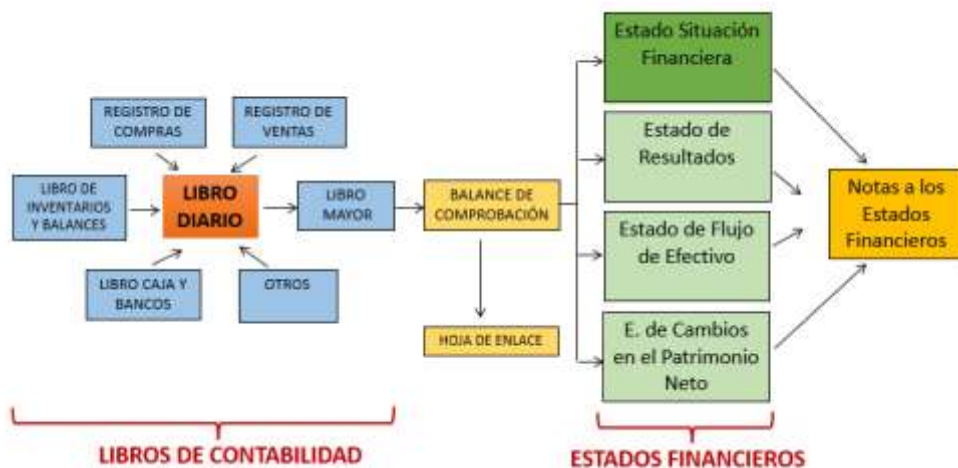 REGISTRO DE
COMPRAS
REGISTRO DE
VENTAS
LIBRO DE
INVENTARIOS
Y BALANCES
LIBRO
DIARIO
LIBRO
MAYOR
LIBRO CAJA Y
BANCOS
OTROS
BALANCE DE
COMPROBACIÓN
HOJA DE ENLACE
Estado Situación
Financiera
Estado de
Resultados
Estado de Flujo
de Efectivo
E. de Cambios
en el Patrimonio
Neto
Notas a los
Estados
Financieros
LIBROS DE CONTABILIDAD
ESTADOS FINANCIEROS